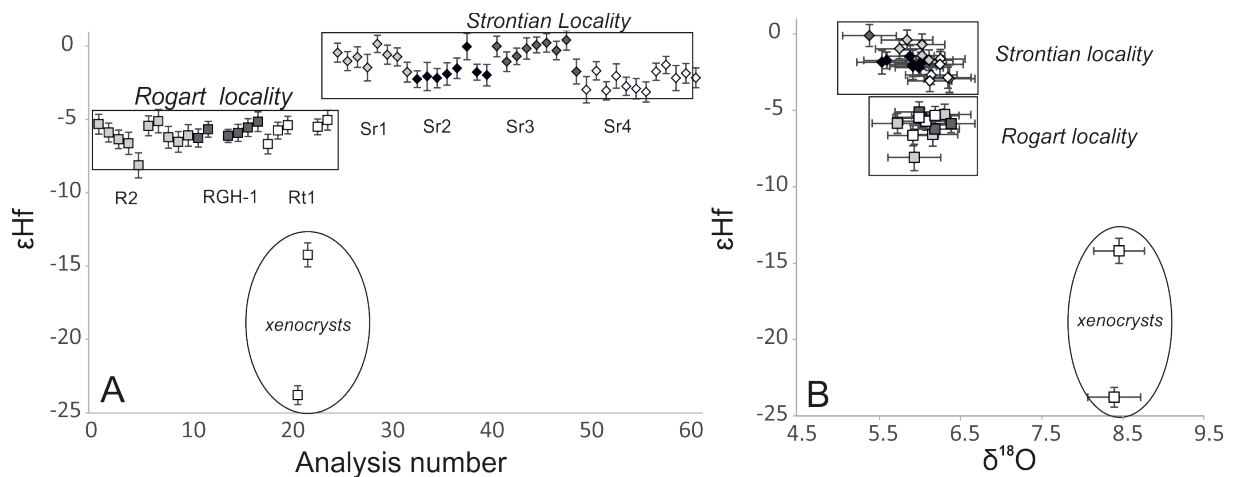 Strontian Locality
0
Rogart locality
-5
Sr1 Sr2 Sr3 Sr4
-10
R2 RGH-1 Rt1
εHf
-15
xenocrysts
-20
A
-25
0 10 20 30 40 50 60
Analysis number
0
Strontian locality
-5
Rogart locality
-10
εHf
-15
xenocrysts
-20
B
-25
4.5 5.5 6.5 7.5 8.5 9.5
δ¹⁸O